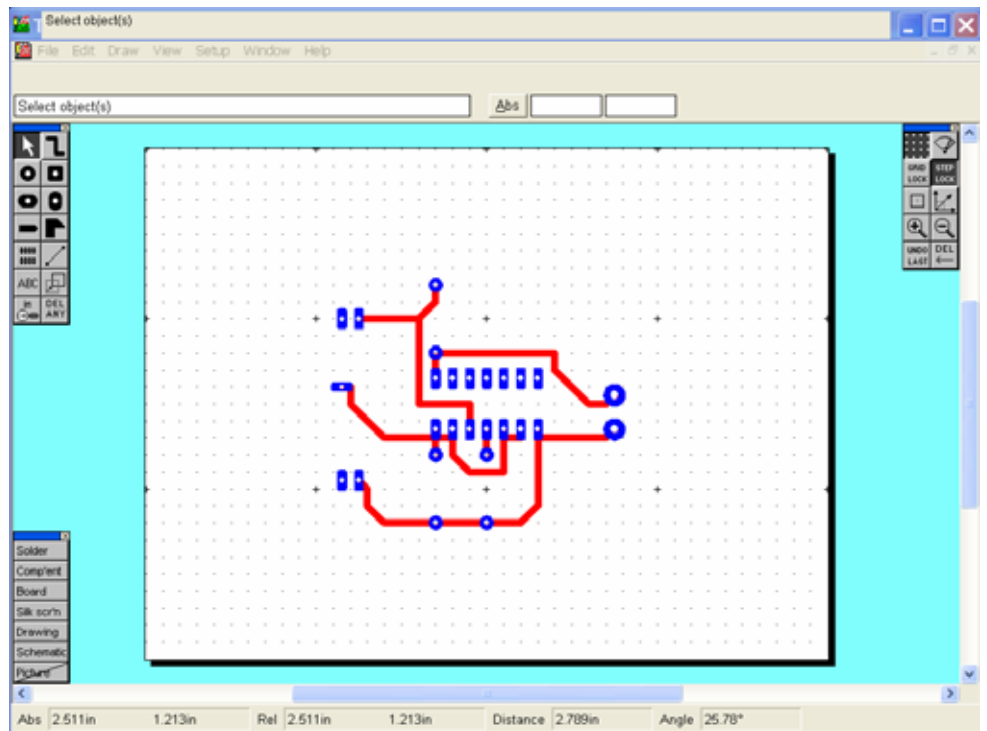 Select object(s)
File Edit Draw View Setup Window Help
Select object(s) Abs
GRID LOCK STEP LOCK
ABC
in DEL ANY
UNDO LAST DEL
Solder
Comp'ent
Board
Silk scr'n
Drawing
Schematic
Picture
Abs 2.511in 1.213in Rel 2.511in 1.213in Distance 2.789in Angle 25.78°